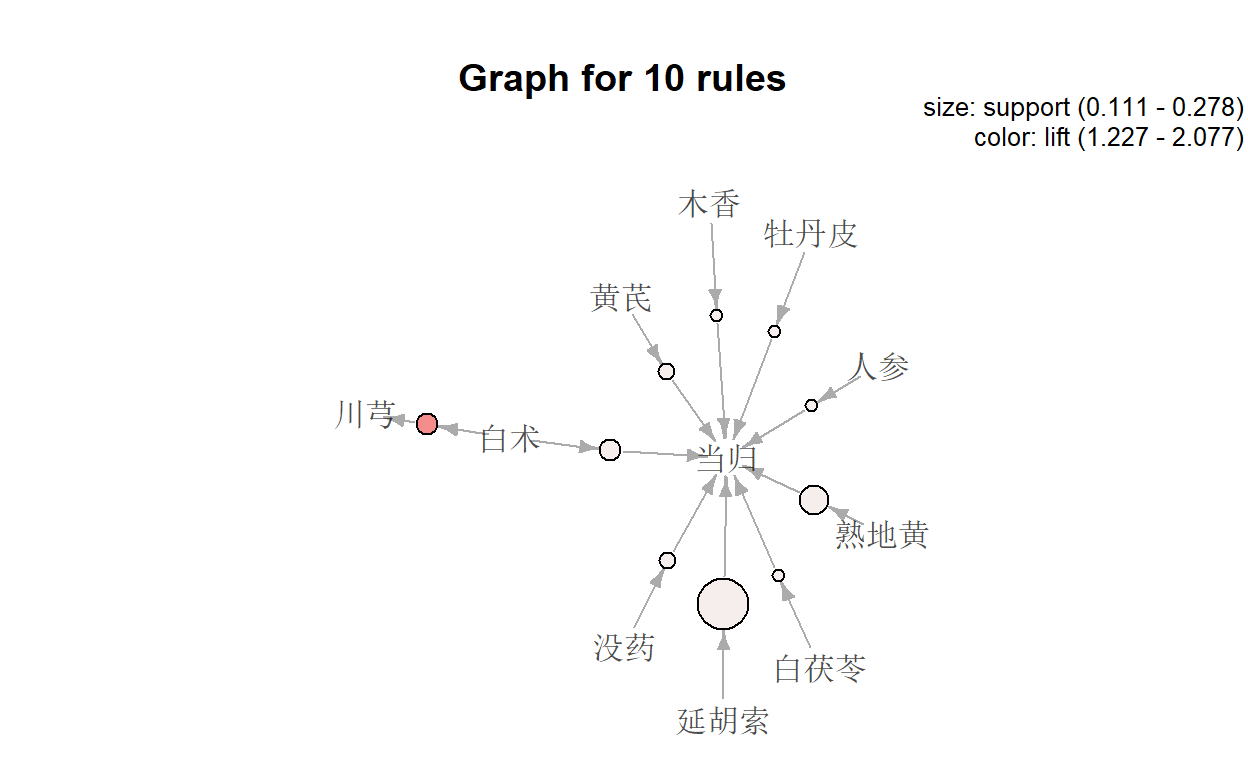 Graph for 10 rules
size: support (0.111 - 0.278)
color: lift (1.227 - 2.077)
木香
牡丹皮
黄芪
人参
川芎
白术
当归
熟地黄
没药
白茯苓
延胡索